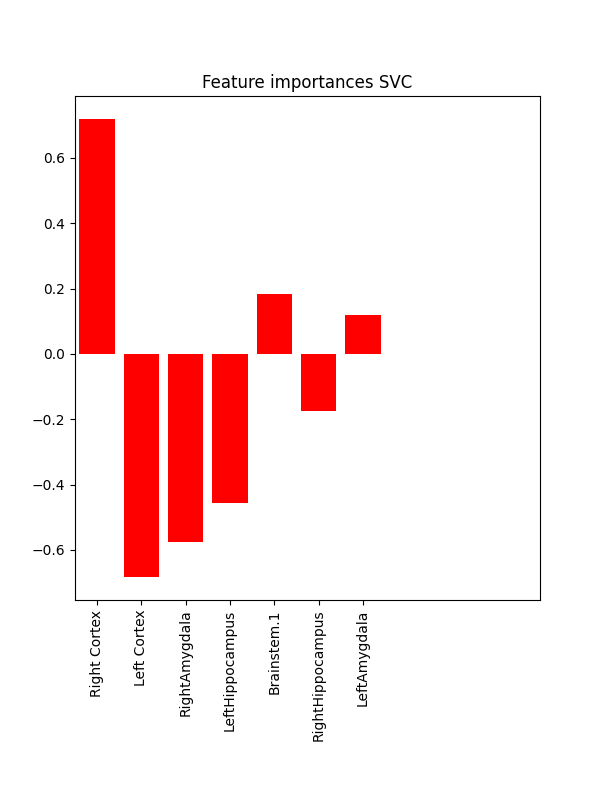 Feature importances SVC
0.6
0.4
0.2
0.0
−0.2
−0.4
−0.6
Right Cortex
Left Cortex
RightAmygdala
LeftHippocampus
Brainstem.1
RightHippocampus
LeftAmygdala